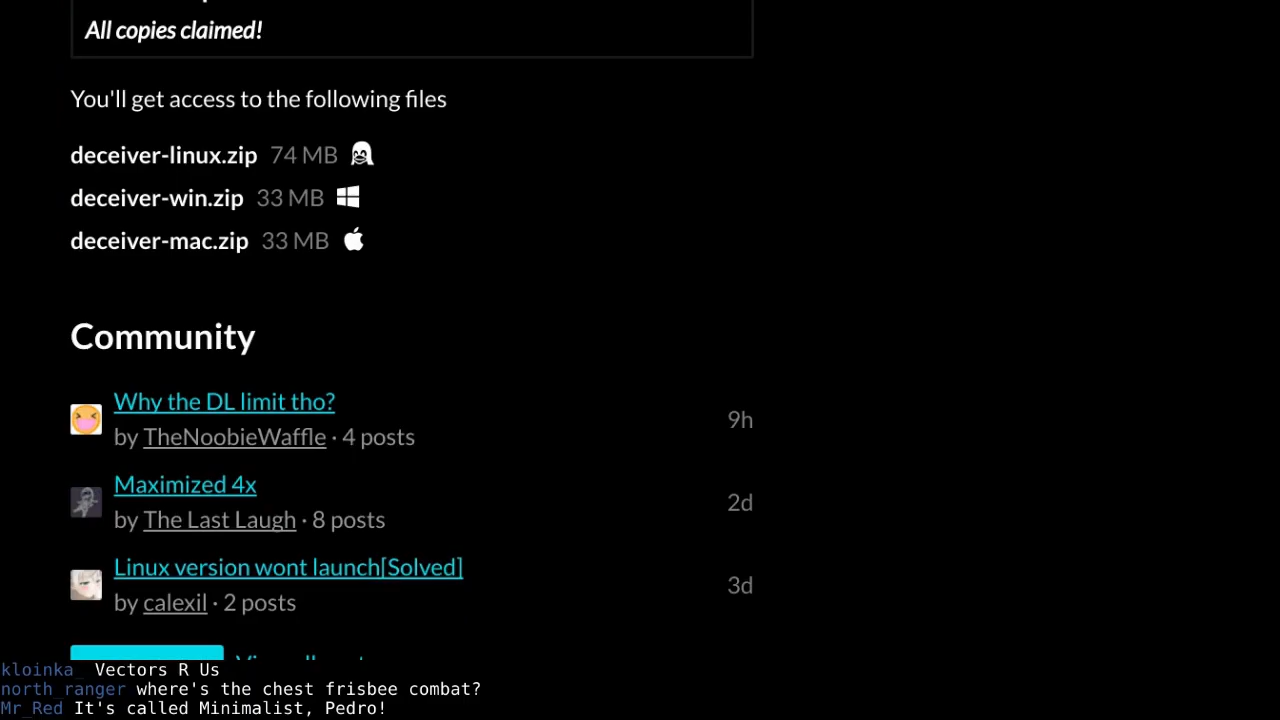 All copies claimed!
You'll get access to the following files
deceiver-linux.zip 74 MB
deceiver-win.zip 33 MB
deceiver-mac.zip 33 MB
Community
Why the DL limit tho?
by TheNoobieWaffle · 4 posts
9h
Maximized 4x
by The Last Laugh · 8 posts
2d
Linux version wont launch[Solved]
by calexil · 2 posts
3d
kloinka_ Vectors R Us
north_ranger where's the chest frisbee combat?
Mr_Red It's called Minimalist, Pedro!